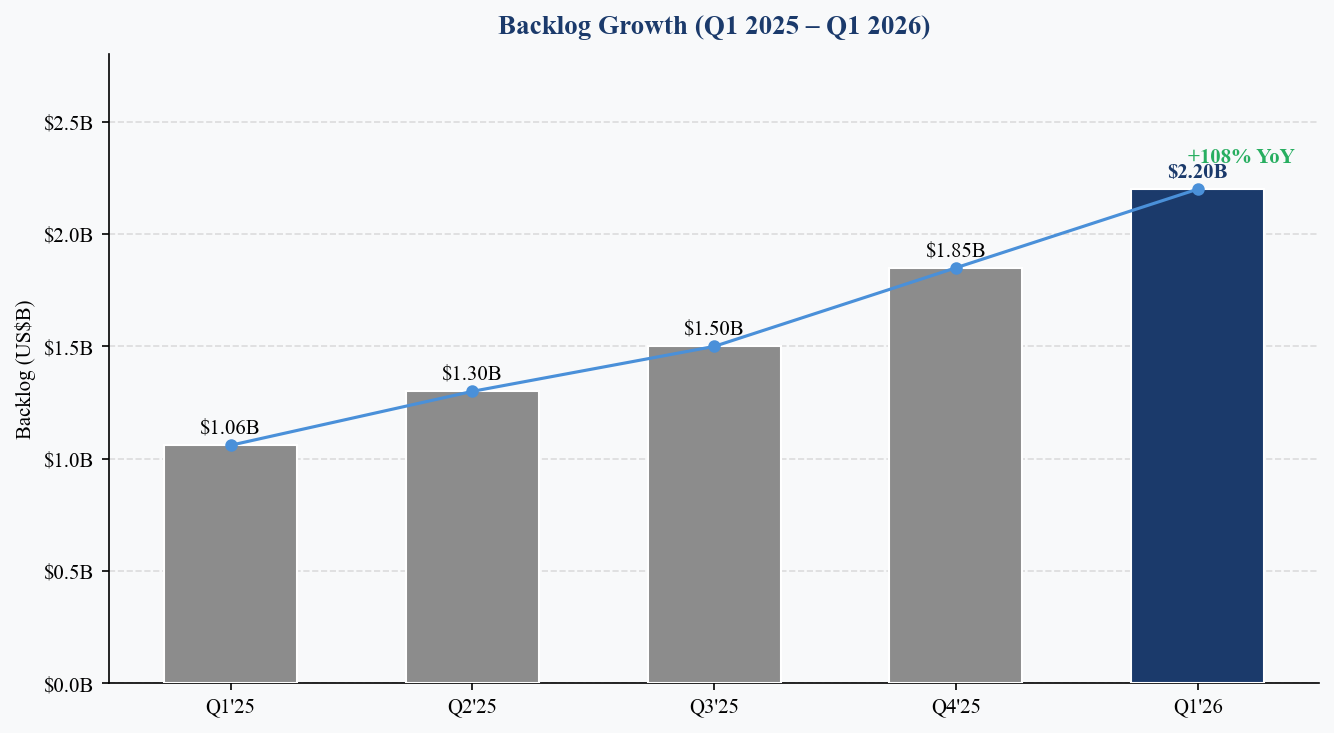 Backlog Growth (Q1 2025 – Q1 2026)
Backlog (US$B)
$2.5B
$2.0B
$1.5B
$1.0B
$0.5B
$0.0B
$1.06B
$1.30B
$1.50B
$1.85B
+108% YoY
$2.20B
Q1'25
Q2'25
Q3'25
Q4'25
Q1'26